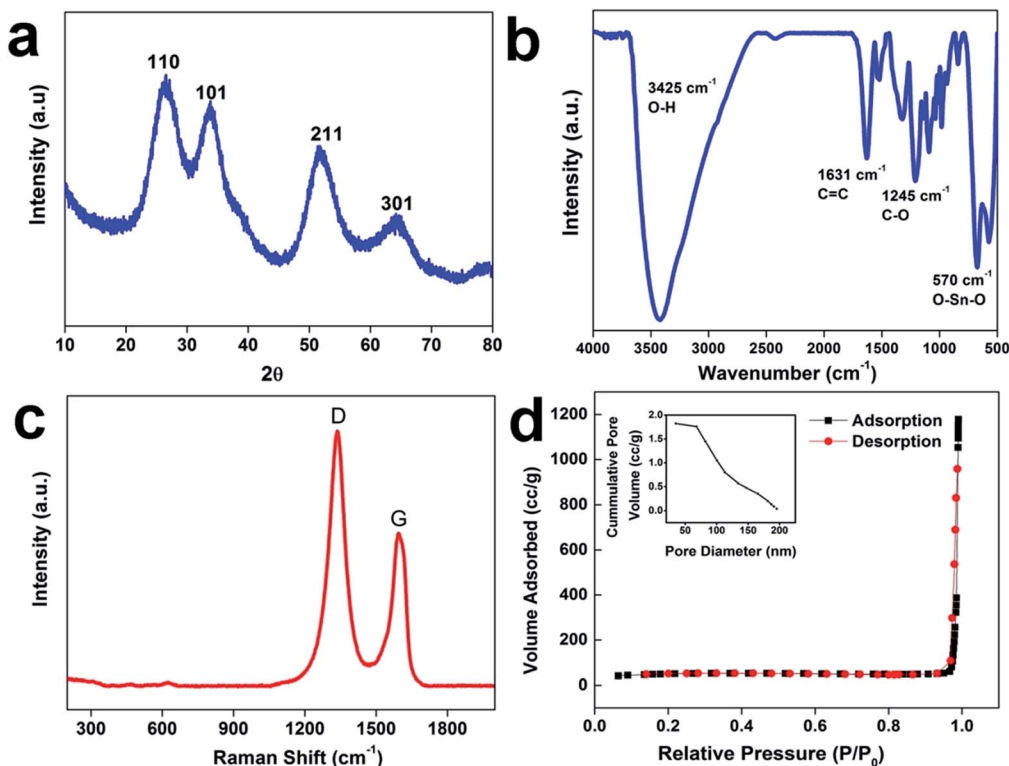 a
Intensity (a.u)
110
101
211
301
10 20 30 40 50 60 70 80
2θ
b
Intensity (a.u.)
3425 cm-1
O-H
1631 cm-1
C=C
1245 cm-1
C-O
570 cm-1
O-Sn-O
4000 3500 3000 2500 2000 1500 1000 500
Wavenumber (cm-1)
c
Intensity (a.u.)
D
G
300 600 900 1200 1500 1800
Raman Shift (cm-1)
d
Volume Adsorbed (cc/g)
1200
1000
800
600
400
200
0
Cummulative Pore
Volume (cc/g)
2.0
1.5
1.0
0.5
0.0
50 100 150 200
Pore Diameter (nm)
Adsorption
Desorption
0.0 0.2 0.4 0.6 0.8 1.0
Relative Pressure (P/P0)